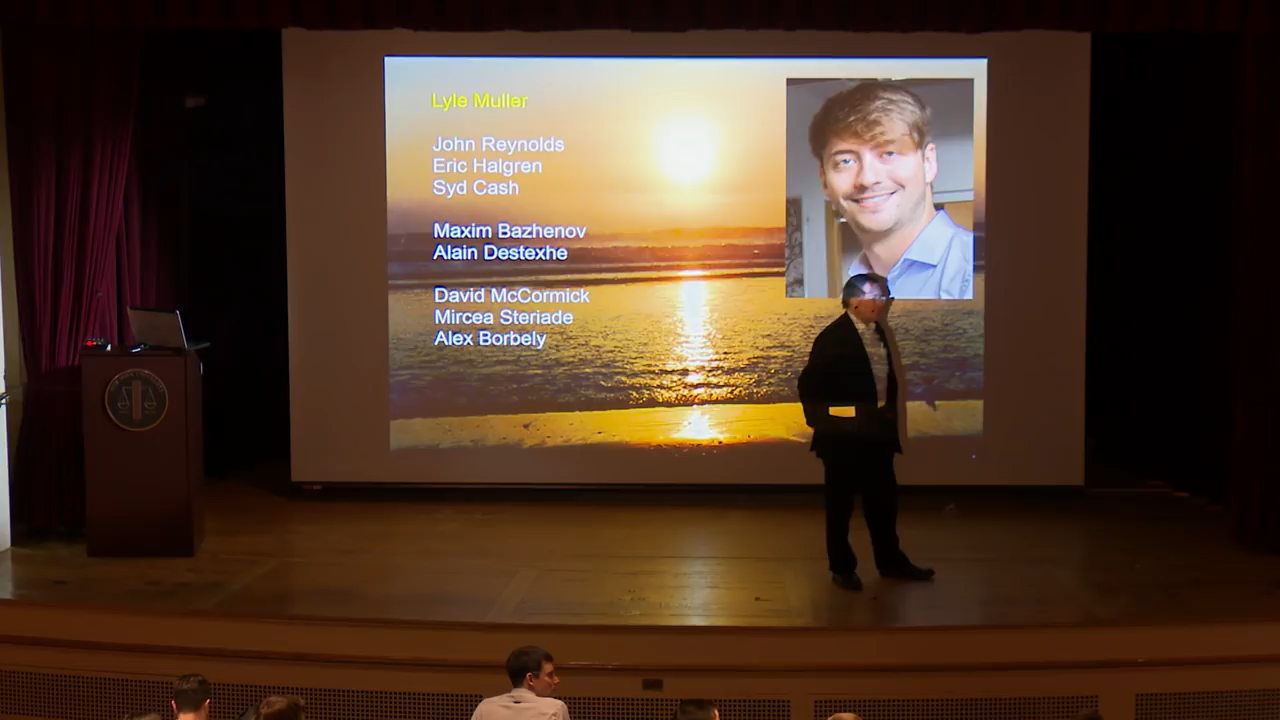 Lyle Muller
John Reynolds
Eric Halgren
Syd Cash
Maxim Bazhenov
Alain Destexhe
David McCormick
Mircea Steriade
Alex Borbely